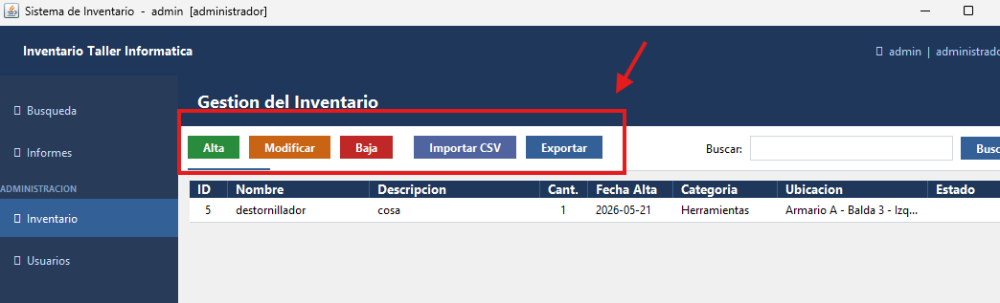 Sistema de Inventario - admin [administrador]
Inventario Taller Informatica
admin | administrado
Gestion del Inventario
Busqueda
Informes
ADMINISTRACION
Inventario
Usuarios
Alta Modificar Baja Importar CSV Exportar Buscar: Busc
ID Nombre Descripcion Cant. Fecha Alta Categoria Ubicacion Estado
5 destornillador cosa 1 2026-05-21 Herramientas Armario A - Balda 3 - Izq...